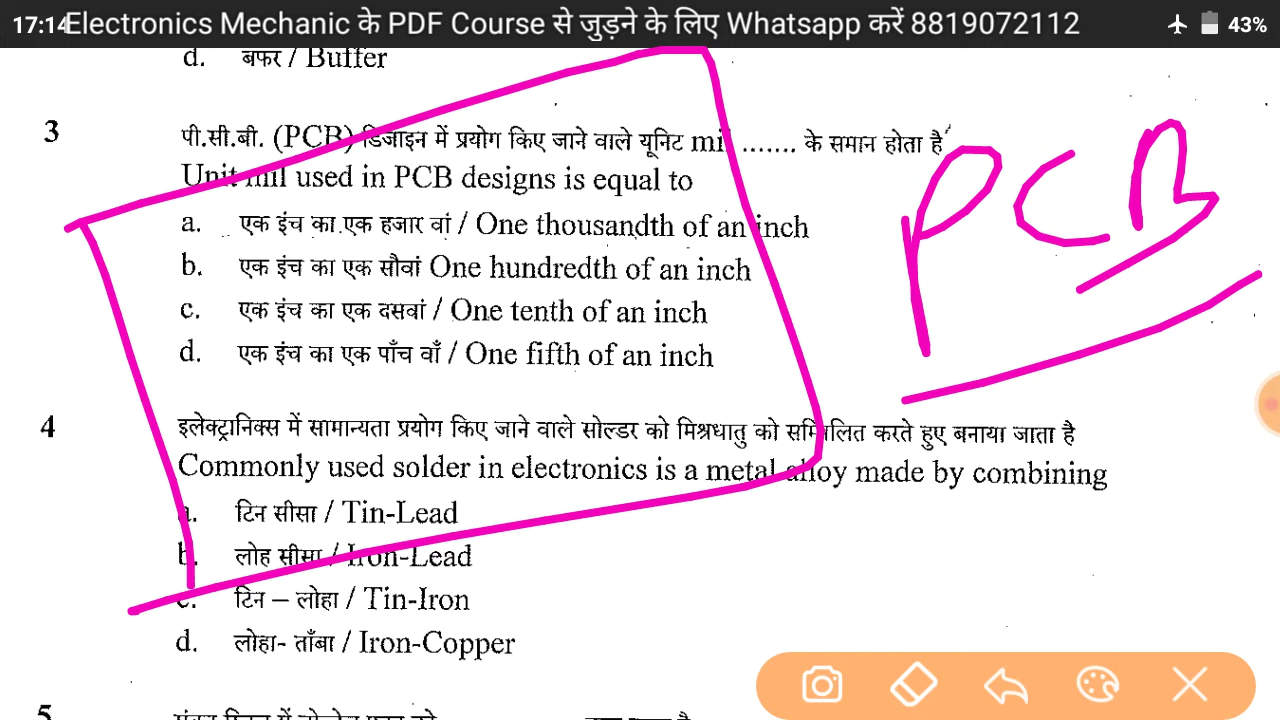 17:14 Electronics Mechanic के PDF Course से जुड़ने के लिए Whatsapp करें 8819072112 43%
d. बफर / Buffer
3 पी.सी.बी. (PCB) डिजाइन में प्रयोग किए जाने वाले यूनिट mil ....... के समान होता है
Unit mil used in PCB designs is equal to
a. एक इंच का एक हजार वां / One thousandth of an inch
b. एक इंच का एक सौवां One hundredth of an inch
c. एक इंच का एक दसवां / One tenth of an inch
d. एक इंच का एक पाँच वाँ / One fifth of an inch
PCB
4 इलेक्ट्रानिक्स में सामान्यता प्रयोग किए जाने वाले सोल्डर को मिश्रधातु को सम्मिलित करते हुए बनाया जाता है
Commonly used solder in electronics is a metal alloy made by combining
a. टिन सीसा / Tin-Lead
b. लोह सीसा / Iron-Lead
c. टिन – लोहा / Tin-Iron
d. लोहा- ताँबा / Iron-Copper
5